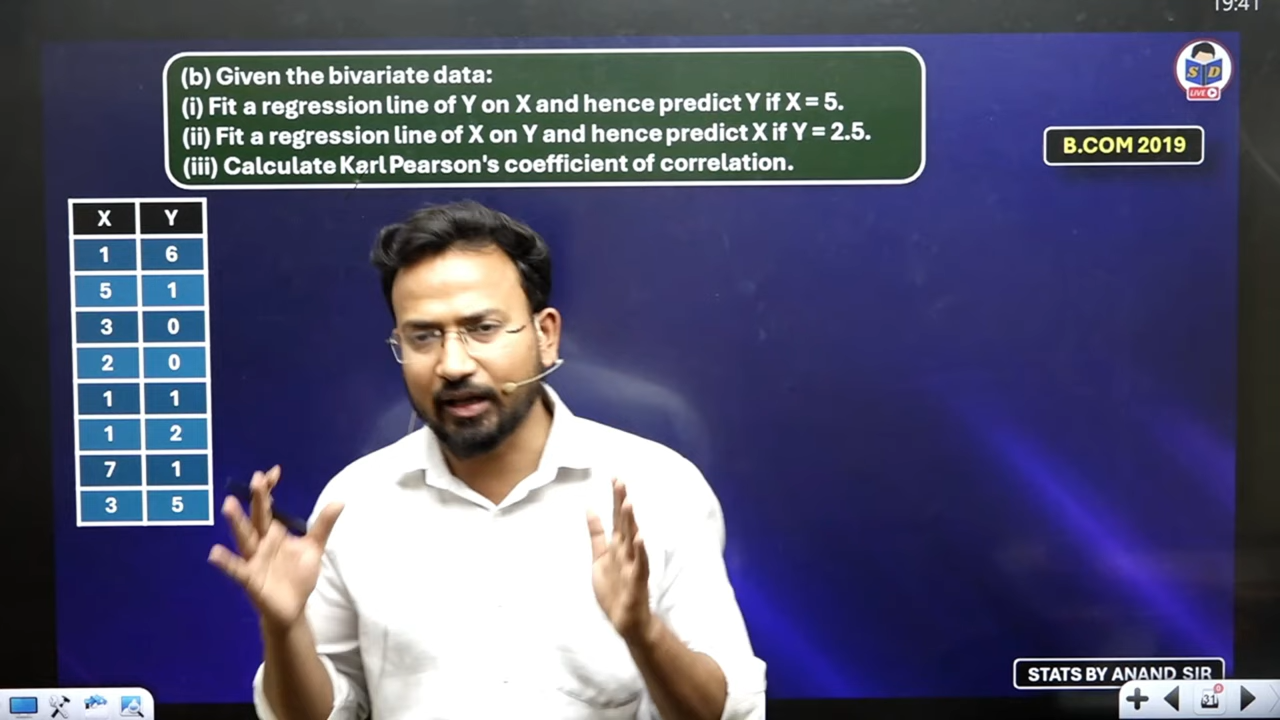 19:41
(b) Given the bivariate data:
(i) Fit a regression line of Y on X and hence predict Y if X = 5.
(ii) Fit a regression line of X on Y and hence predict X if Y = 2.5.
(iii) Calculate Karl Pearson's coefficient of correlation.
S D
LIVE
B.COM 2019
X Y
1 6
5 1
3 0
2 0
1 1
1 2
7 1
3 5
STATS BY ANAND SIR
31